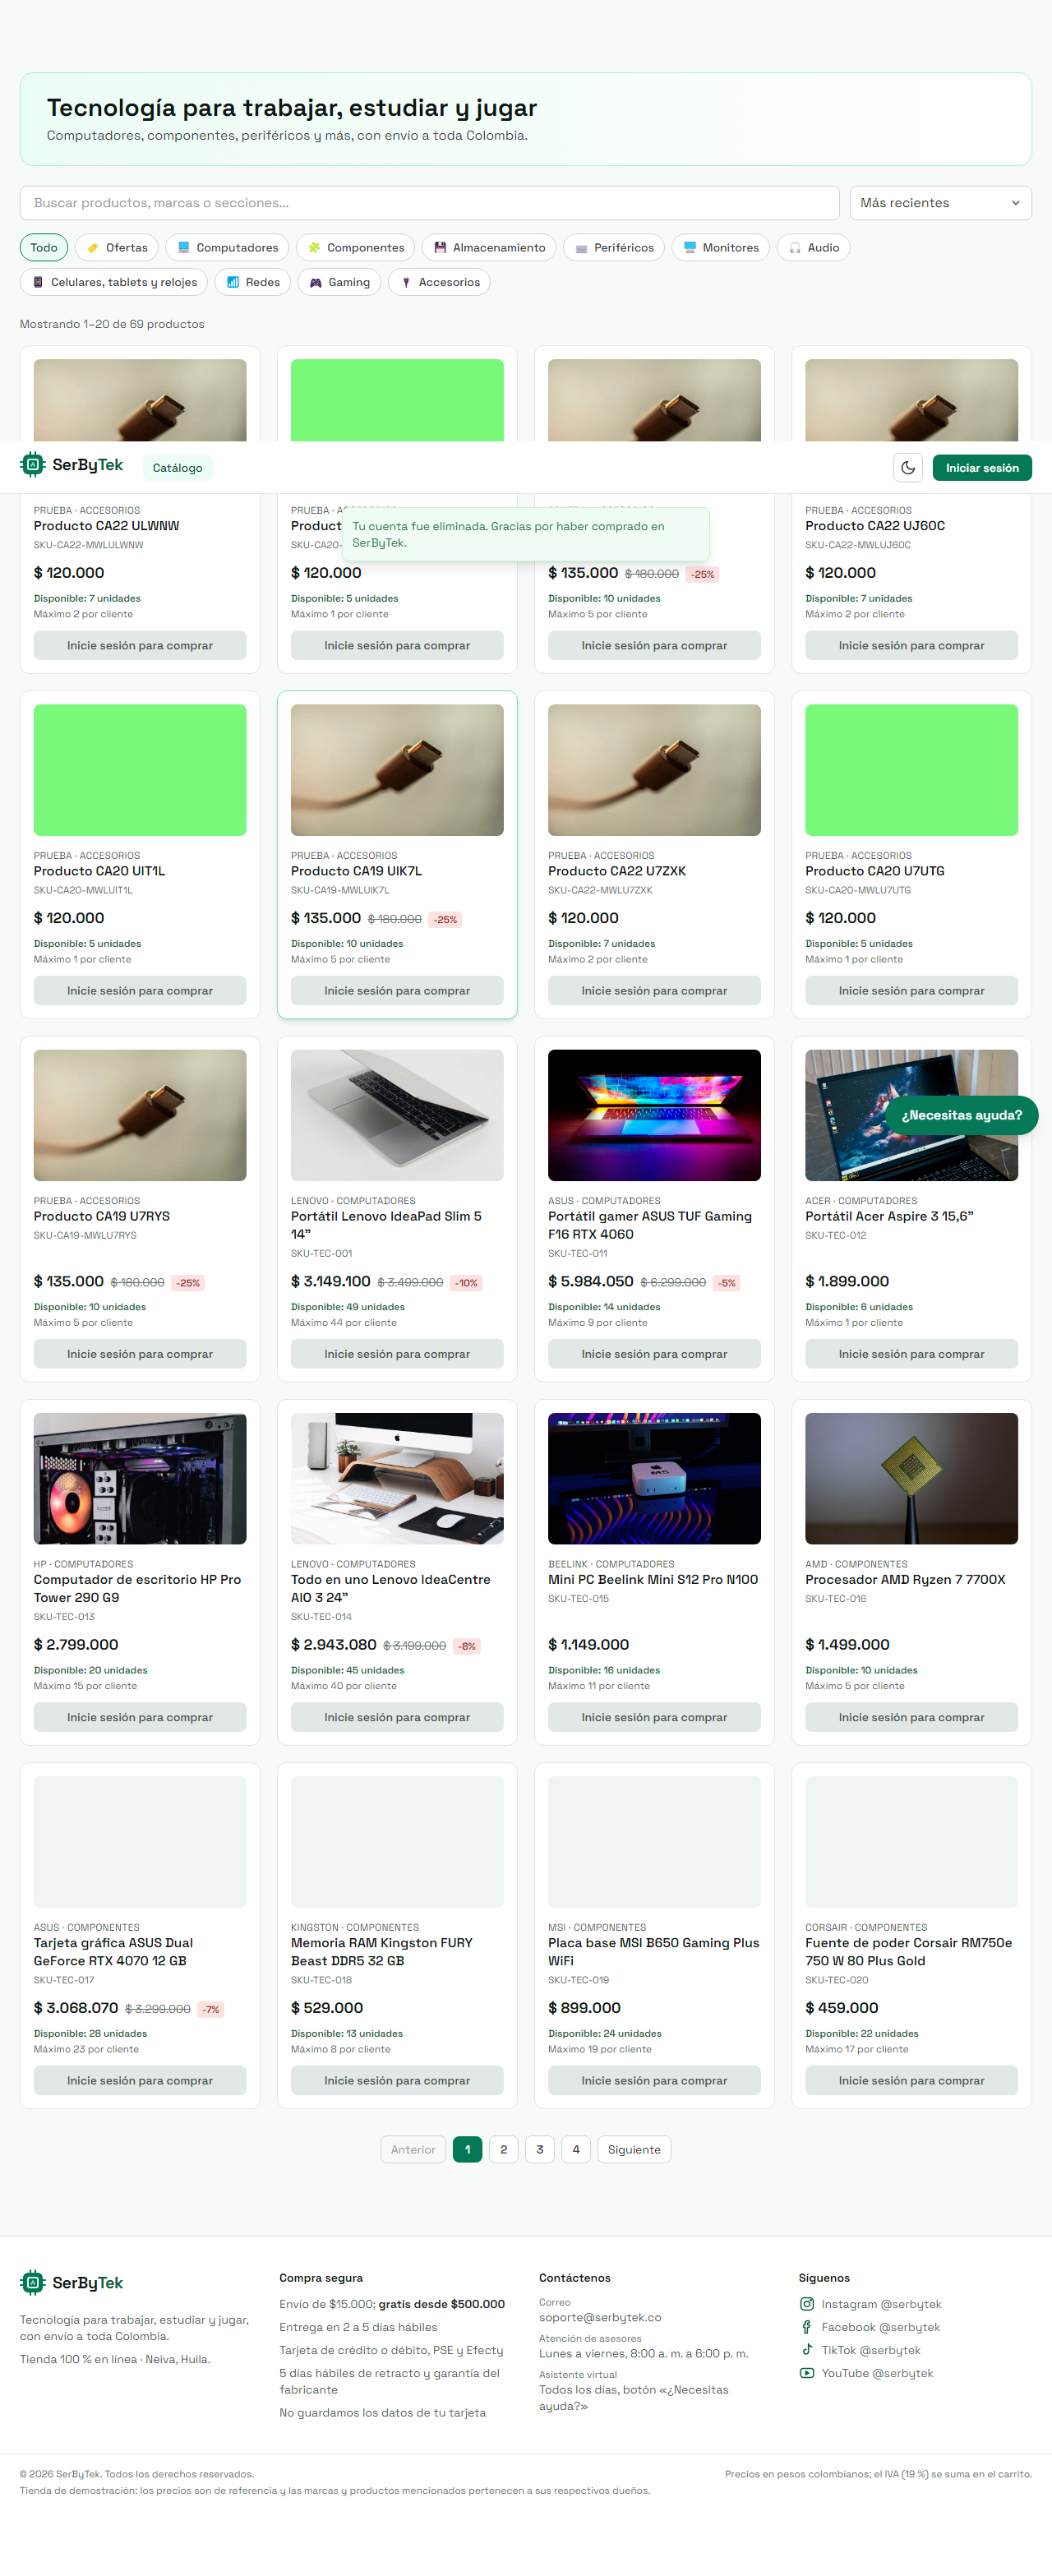 Tecnología para trabajar, estudiar y jugar
Computadores, componentes, periféricos y más, con envío a toda Colombia.
Buscar productos, marcas o secciones...
Más recientes
Todo
Ofertas
Computadores
Componentes
Almacenamiento
Periféricos
Monitores
Audio
Celulares, tablets y relojes
Redes
Gaming
Accesorios
Mostrando 1–20 de 69 productos
SerByTek
Catálogo
Iniciar sesión
Tu cuenta fue eliminada. Gracias por haber comprado en
SerByTek.
PRUEBA · ACCESORIOS
Producto CA22 ULWNW
SKU-CA22-MWLULWNW
$ 120.000
Disponible: 7 unidades
Máximo 2 por cliente
Inicie sesión para comprar
$ 120.000
Disponible: 5 unidades
Máximo 1 por cliente
Inicie sesión para comprar
$ 135.000 $ 180.000 -25%
Disponible: 10 unidades
Máximo 5 por cliente
Inicie sesión para comprar
PRUEBA · ACCESORIOS
Producto CA22 UJ60C
SKU-CA22-MWLUJ60C
$ 120.000
Disponible: 7 unidades
Máximo 2 por cliente
Inicie sesión para comprar
PRUEBA · ACCESORIOS
Producto CA20 UIT1L
SKU-CA20-MWLUIT1L
$ 120.000
Disponible: 5 unidades
Máximo 1 por cliente
Inicie sesión para comprar
PRUEBA · ACCESORIOS
Producto CA19 UIK7L
SKU-CA19-MWLUIK7L
$ 135.000 $ 180.000 -25%
Disponible: 10 unidades
Máximo 5 por cliente
Inicie sesión para comprar
PRUEBA · ACCESORIOS
Producto CA22 U7ZXK
SKU-CA22-MWLU7ZXK
$ 120.000
Disponible: 7 unidades
Máximo 2 por cliente
Inicie sesión para comprar
PRUEBA · ACCESORIOS
Producto CA20 U7UTG
SKU-CA20-MWLU7UTG
$ 120.000
Disponible: 5 unidades
Máximo 1 por cliente
Inicie sesión para comprar
PRUEBA · ACCESORIOS
Producto CA19 U7RYS
SKU-CA19-MWLU7RYS
$ 135.000 $ 180.000 -25%
Disponible: 10 unidades
Máximo 5 por cliente
Inicie sesión para comprar
LENOVO · COMPUTADORES
Portátil Lenovo IdeaPad Slim 5
14”
SKU-TEC-001
$ 3.149.100 $ 3.499.000 -10%
Disponible: 49 unidades
Máximo 44 por cliente
Inicie sesión para comprar
ASUS · COMPUTADORES
Portátil gamer ASUS TUF Gaming
F16 RTX 4060
SKU-TEC-011
$ 5.984.050 $ 6.299.000 -5%
Disponible: 14 unidades
Máximo 9 por cliente
Inicie sesión para comprar
¿Necesitas ayuda?
ACER · COMPUTADORES
Portátil Acer Aspire 3 15,6”
SKU-TEC-012
$ 1.899.000
Disponible: 6 unidades
Máximo 1 por cliente
Inicie sesión para comprar
HP · COMPUTADORES
Computador de escritorio HP Pro
Tower 290 G9
SKU-TEC-013
$ 2.799.000
Disponible: 20 unidades
Máximo 15 por cliente
Inicie sesión para comprar
LENOVO · COMPUTADORES
Todo en uno Lenovo IdeaCentre
AIO 3 24”
SKU-TEC-014
$ 2.943.080 $ 3.199.000 -8%
Disponible: 45 unidades
Máximo 40 por cliente
Inicie sesión para comprar
M5
BEELINK · COMPUTADORES
Mini PC Beelink Mini S12 Pro N100
SKU-TEC-015
$ 1.149.000
Disponible: 16 unidades
Máximo 11 por cliente
Inicie sesión para comprar
AMD · COMPONENTES
Procesador AMD Ryzen 7 7700X
SKU-TEC-016
$ 1.499.000
Disponible: 10 unidades
Máximo 5 por cliente
Inicie sesión para comprar
ASUS · COMPONENTES
Tarjeta gráfica ASUS Dual
GeForce RTX 4070 12 GB
SKU-TEC-017
$ 3.068.070 $ 3.299.000 -7%
Disponible: 28 unidades
Máximo 23 por cliente
Inicie sesión para comprar
KINGSTON · COMPONENTES
Memoria RAM Kingston FURY
Beast DDR5 32 GB
SKU-TEC-018
$ 529.000
Disponible: 13 unidades
Máximo 8 por cliente
Inicie sesión para comprar
MSI · COMPONENTES
Placa base MSI B650 Gaming Plus
WiFi
SKU-TEC-019
$ 899.000
Disponible: 24 unidades
Máximo 19 por cliente
Inicie sesión para comprar
CORSAIR · COMPONENTES
Fuente de poder Corsair RM750e
750 W 80 Plus Gold
SKU-TEC-020
$ 459.000
Disponible: 22 unidades
Máximo 17 por cliente
Inicie sesión para comprar
Anterior 1 2 3 4 Siguiente
SerByTek
Tecnología para trabajar, estudiar y jugar,
con envío a toda Colombia.
Tienda 100 % en línea · Neiva, Huila.
Compra segura
Envío de $15.000; gratis desde $500.000
Entrega en 2 a 5 días hábiles
Tarjeta de crédito o débito, PSE y Efecty
5 días hábiles de retracto y garantía del
fabricante
No guardamos los datos de tu tarjeta
Contáctenos
Correo
soporte@serbytek.co
Atención de asesores
Lunes a viernes, 8:00 a. m. a 6:00 p. m.
Asistente virtual
Todos los días, botón «¿Necesitas
ayuda?»
Síguenos
Instagram @serbytek
Facebook @serbytek
TikTok @serbytek
YouTube @serbytek
© 2026 SerByTek. Todos los derechos reservados.
Precios en pesos colombianos; el IVA (19 %) se suma en el carrito.
Tienda de demostración: los precios son de referencia y las marcas y productos mencionados pertenecen a sus respectivos dueños.